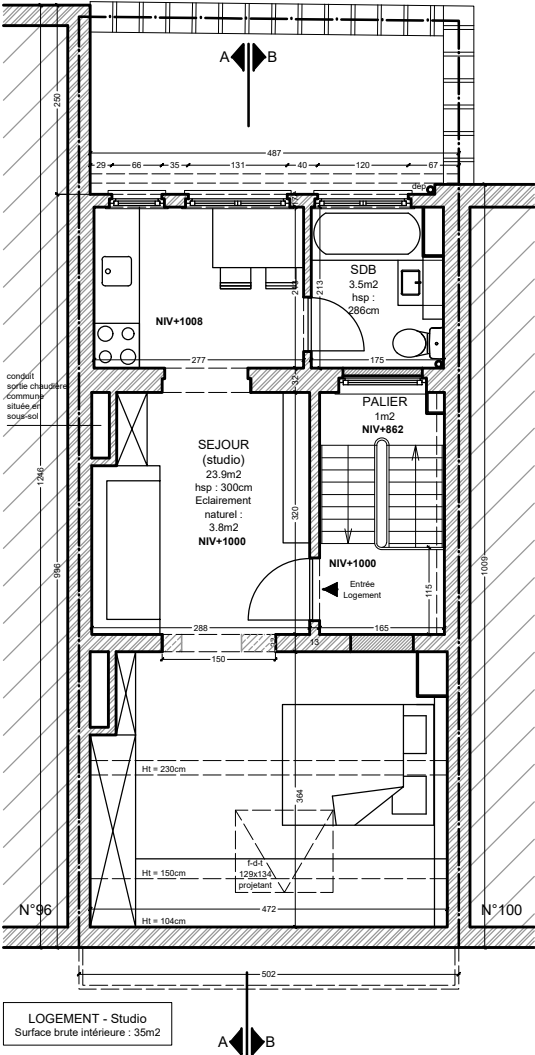 A B
250
487
29 66 35 131 40 120 67
dep.
SDB
3.5m2
hsp :
286cm
213
NIV+1008
277
175
32
conduit
sortie chaudière
commune
située en
sous-sol
PALIER
1m2
NIV+862
SEJOUR
(studio)
23.9m2
hsp : 300cm
Eclairement
naturel :
3.8m2
NIV+1000
1246
996
320
1009
NIV+1000
Entrée
Logement
115
288
13
165
150
Ht = 230cm
364
f-d-t
129x134
projetant
Ht = 150cm
472
Ht = 104cm
N°96
N°100
502
LOGEMENT - Studio
Surface brute intérieure : 35m2
A B